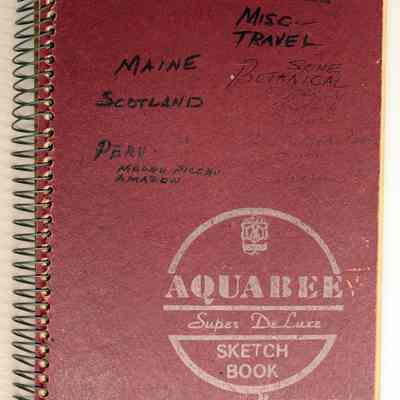 MISC-
TRAVEL
MAINE
SOME
BOTANICAL
SCOTLAND
PERU
MACHU PICCHU
AMAZON
AQUABEE
Super DeLuxe
SKETCH
BOOK